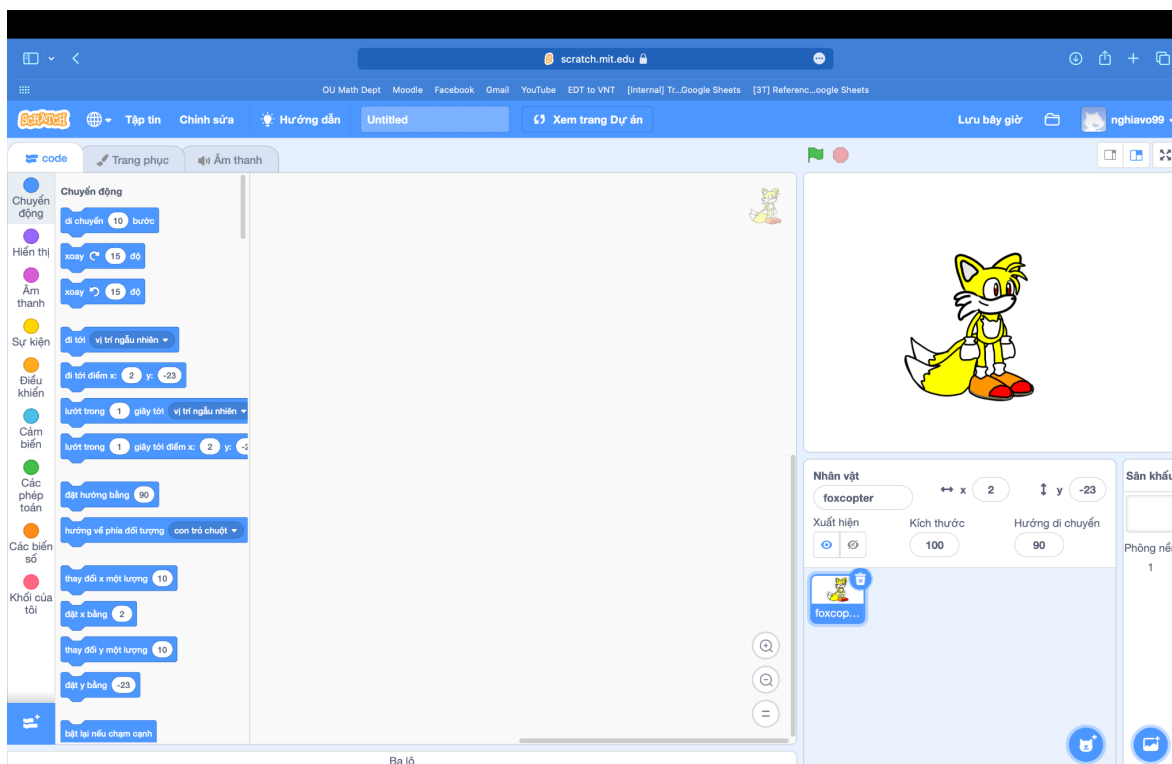 scratch.mit.edu
OU Math Dept Moodle Facebook Gmail YouTube EDT to VNT [Internal] Tr...Google Sheets [3T] Referenc...oogle Sheets
SCRATCH Tập tin Chỉnh sửa Hướng dẫn Untitled Xem trang Dự án Lưu bây giờ nghiavo99
code Trang phục Âm thanh
Chuyển động
Hiển thị
Âm thanh
Sự kiện
Điều khiển
Cảm biến
Các phép toán
Các biến số
Khối của tôi
Chuyển động
di chuyển 10 bước
xoay 15 độ
xoay 15 độ
đi tới vị trí ngẫu nhiên
đi tới điểm x: 2 y: -23
lướt trong 1 giây tới vị trí ngẫu nhiên
lướt trong 1 giây tới điểm x: 2 y: -2
đặt hướng bằng 90
hướng về phía đối tượng con trỏ chuột
thay đổi x một lượng 10
đặt x bằng 2
thay đổi y một lượng 10
đặt y bằng -23
bật lại nếu chạm cạnh
Ba lô
Nhân vật
foxcopter x 2 y -23
Xuất hiện Kích thước Hướng di chuyển
100 90
foxcop...
Sân khấu
Phông nền
1